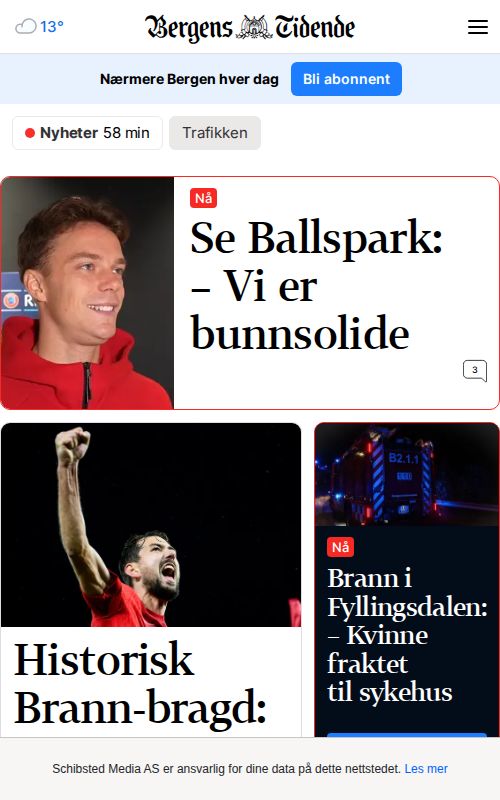 13°
Bergens Tidende
Nærmere Bergen hver dag
Bli abonnent
Nyheter 58 min
Trafikken
Nå
Se Ballspark:
– Vi er
bunnsolide
3
B2.1.1
Historisk
Brann-bragd:
Nå
Brann i
Fyllingsdalen:
– Kvinne
fraktet
til sykehus
Schibsted Media AS er ansvarlig for dine data på dette nettstedet. Les mer